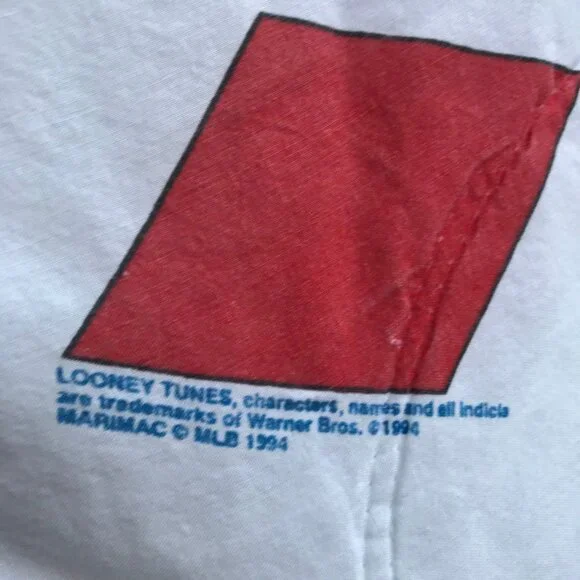 LOONEY TUNES, characters, names and all indicia
are trademarks of Warner Bros. ©1994
MARIMAC © MLB 1994